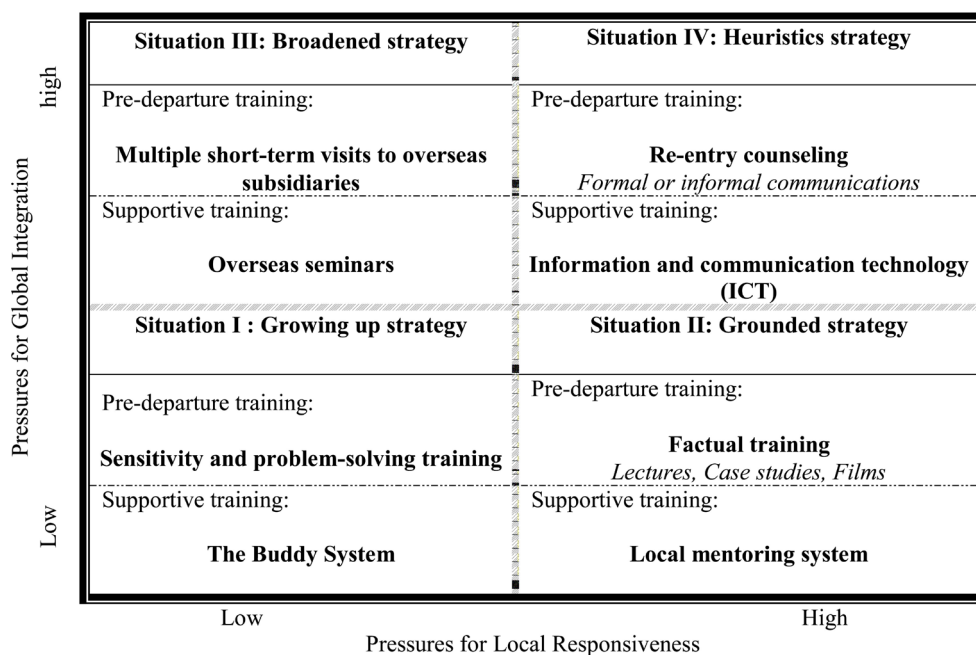 Situation III: Broadened strategy
Situation IV: Heuristics strategy
Pre-departure training:
Multiple short-term visits to overseas
subsidiaries
Pre-departure training:
Re-entry counseling
Formal or informal communications
Supportive training:
Overseas seminars
Supportive training:
Information and communication technology
(ICT)
Situation I : Growing up strategy
Situation II: Grounded strategy
Pre-departure training:
Sensitivity and problem-solving training
Pre-departure training:
Factual training
Lectures, Case studies, Films
Supportive training:
The Buddy System
Supportive training:
Local mentoring system
high
Pressures for Global Integration
Low
Low
High
Pressures for Local Responsiveness